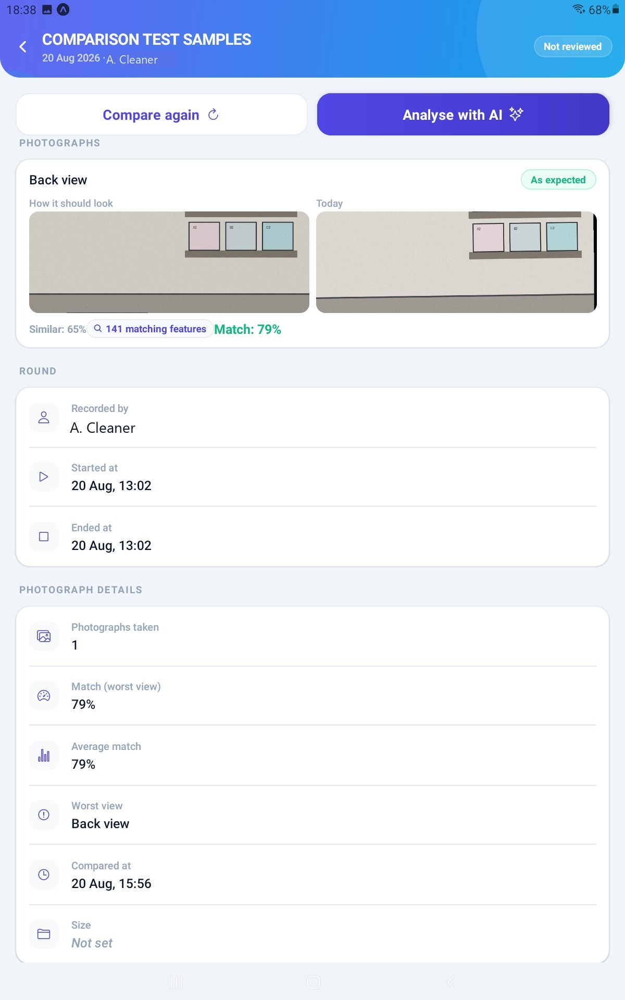 18:38
68%
COMPARISON TEST SAMPLES
20 Aug 2026 · A. Cleaner
Not reviewed
Compare again
Analyse with AI
PHOTOGRAPHS
Back view
As expected
How it should look
Today
A2 B2 C2
A2 B2 C2
Similar: 65% 141 matching features Match: 79%
ROUND
Recorded by
A. Cleaner
Started at
20 Aug, 13:02
Ended at
20 Aug, 13:02
PHOTOGRAPH DETAILS
Photographs taken
1
Match (worst view)
79%
Average match
79%
Worst view
Back view
Compared at
20 Aug, 15:56
Size
Not set